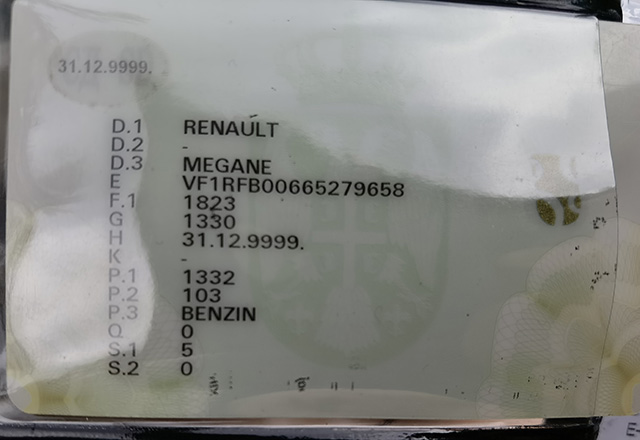 31.12.9999.
D.1 RENAULT
D.2 -
D.3 MEGANE
E VF1RFB00665279658
F.1 1823
G 1330
H 31.12.9999.
K -
P.1 1332
P.2 103
P.3 BENZIN
Q 0
S.1 5
S.2 0